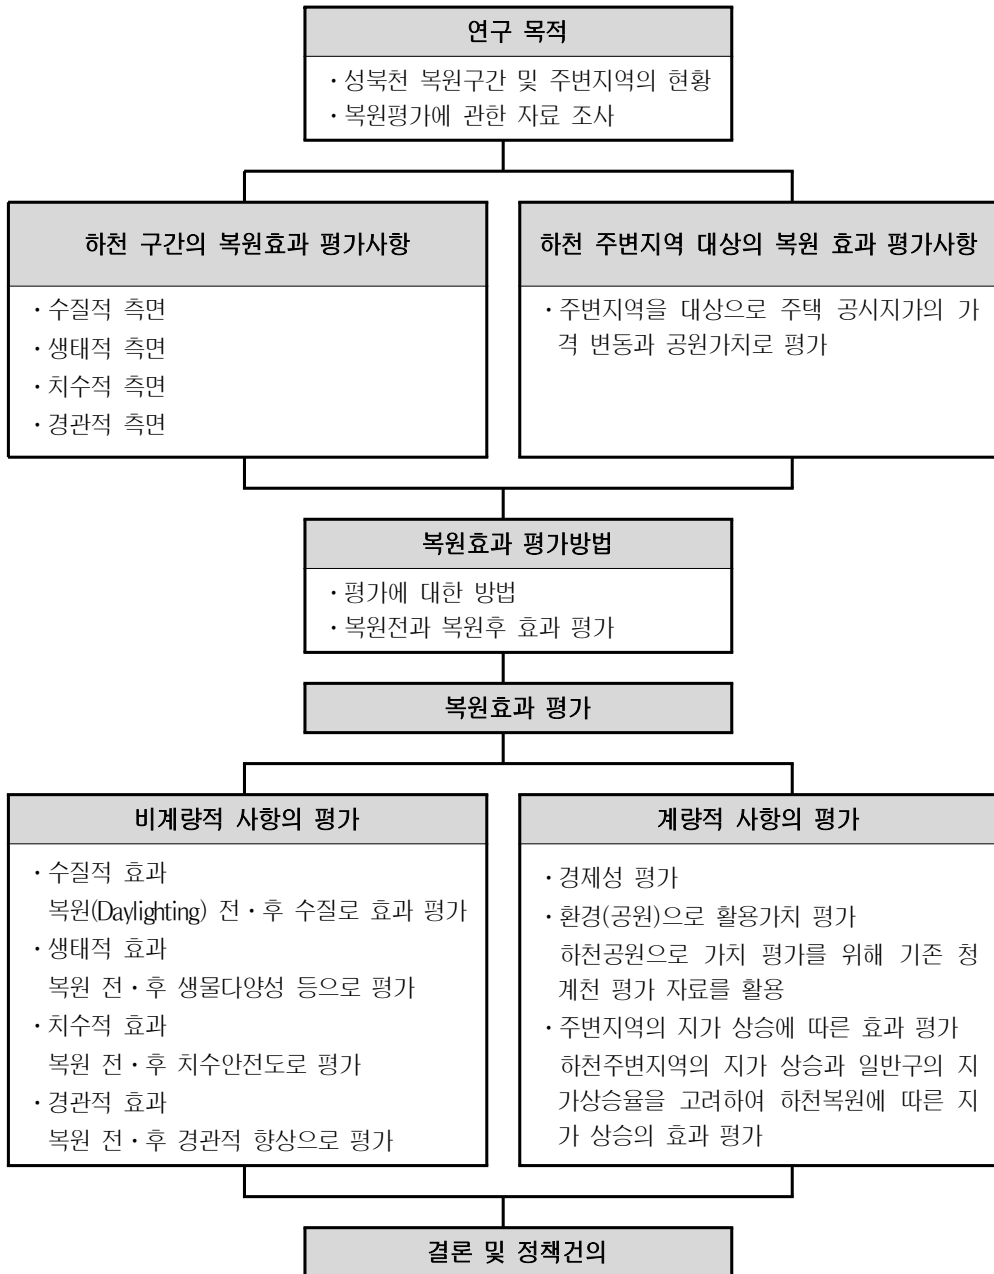 연구 목적
· 성북천 복원구간 및 주변지역의 현황
· 복원평가에 관한 자료 조사
하천 구간의 복원효과 평가사항
· 수질적 측면
· 생태적 측면
· 치수적 측면
· 경관적 측면
하천 주변지역 대상의 복원 효과 평가사항
· 주변지역을 대상으로 주택 공시지가의 가
격 변동과 공원가치로 평가
복원효과 평가방법
· 평가에 대한 방법
· 복원전과 복원후 효과 평가
복원효과 평가
비계량적 사항의 평가
· 수질적 효과
복원(Daylighting) 전·후 수질로 효과 평가
· 생태적 효과
복원 전·후 생물다양성 등으로 평가
· 치수적 효과
복원 전·후 치수안전도로 평가
· 경관적 효과
복원 전·후 경관적 향상으로 평가
계량적 사항의 평가
· 경제성 평가
· 환경(공원)으로 활용가치 평가
하천공원으로 가치 평가를 위해 기존 청
계천 평가 자료를 활용
· 주변지역의 지가 상승에 따른 효과 평가
하천주변지역의 지가 상승과 일반구의 지
가상승율을 고려하여 하천복원에 따른 지
가 상승의 효과 평가
결론 및 정책건의